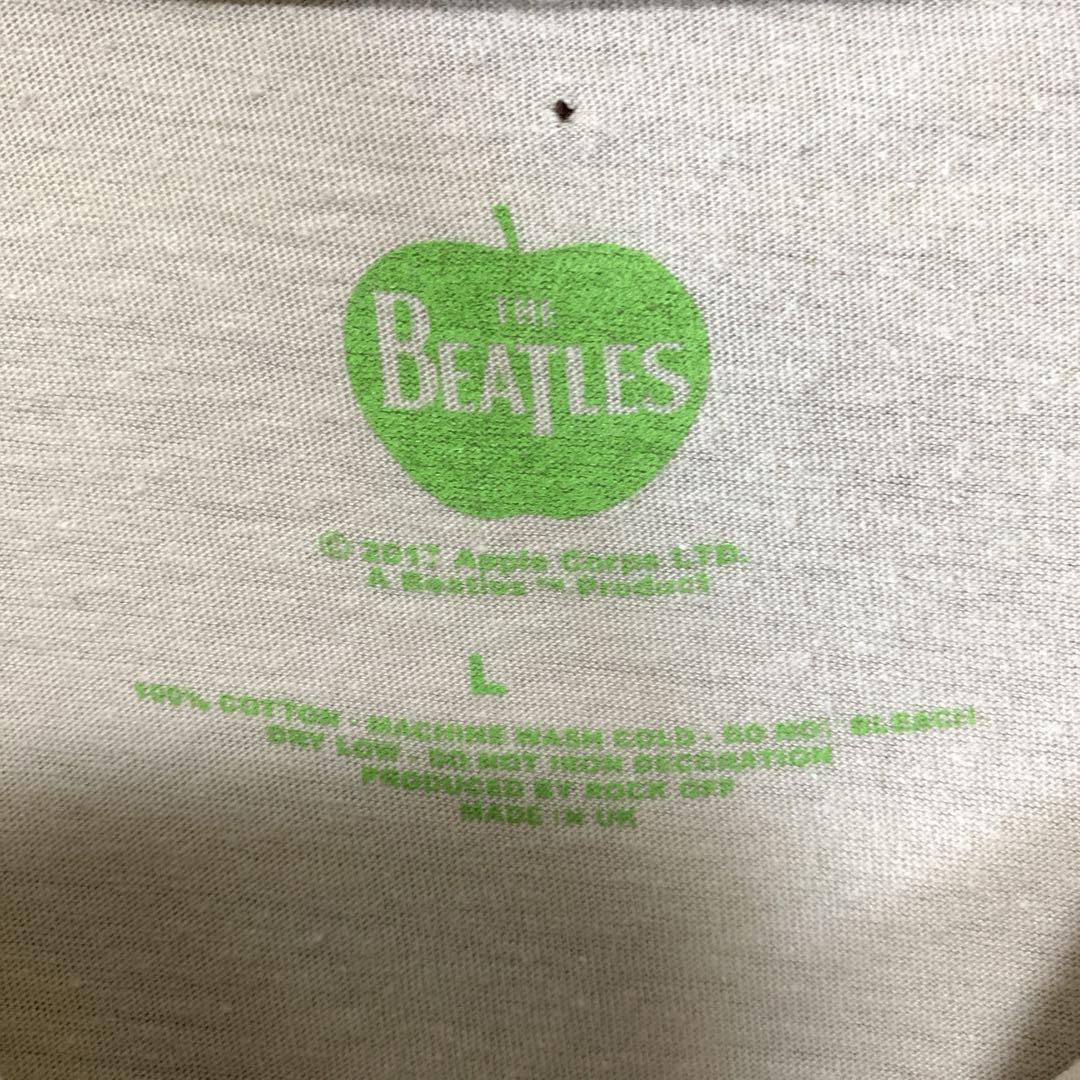 THE
BEATLES
© 2017 Apple Corps LTD.
A Beatles ™ Product
L
100% COTTON - MACHINE WASH COLD - DO NOT BLEACH
DRY LOW - DO NOT IRON DECORATION
PRODUCED BY ROCK OFF
MADE IN UK